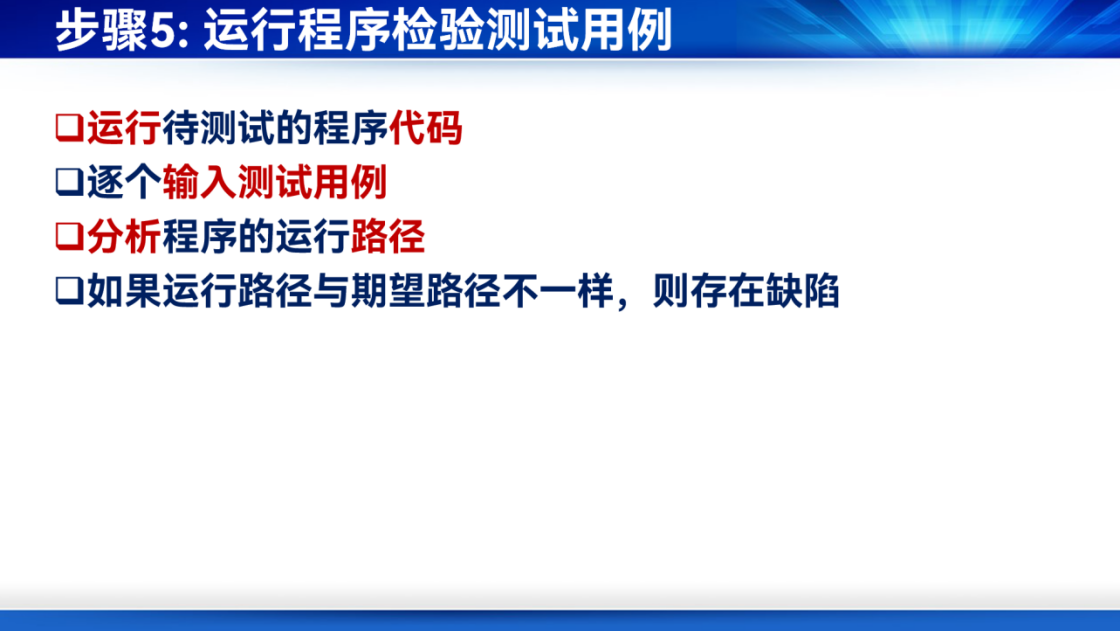 步骤5: 运行程序检验测试用例
❑运行待测试的程序代码
❑逐个输入测试用例
❑分析程序的运行路径
❑如果运行路径与期望路径不一样，则存在缺陷